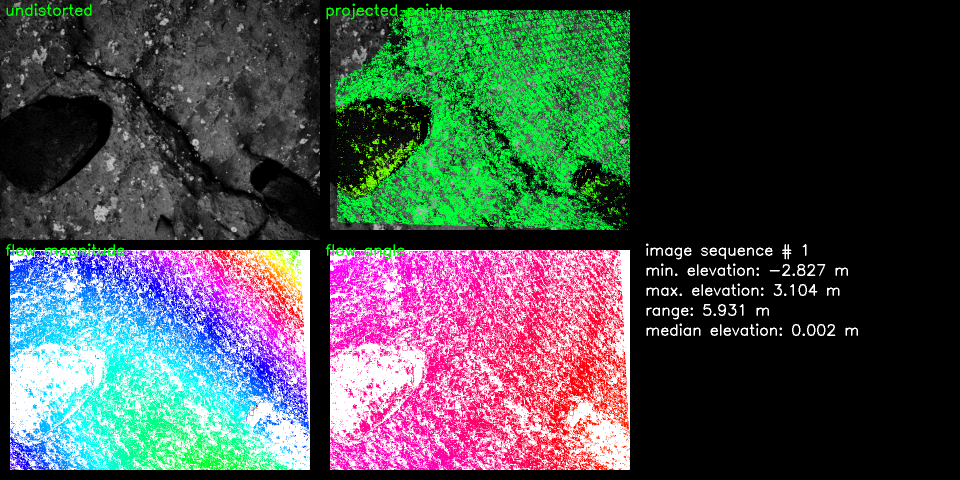 undistorted
projected points
flow magnitude
flow angle
image sequence # 1
min. elevation: −2.827 m
max. elevation: 3.104 m
range: 5.931 m
median elevation: 0.002 m